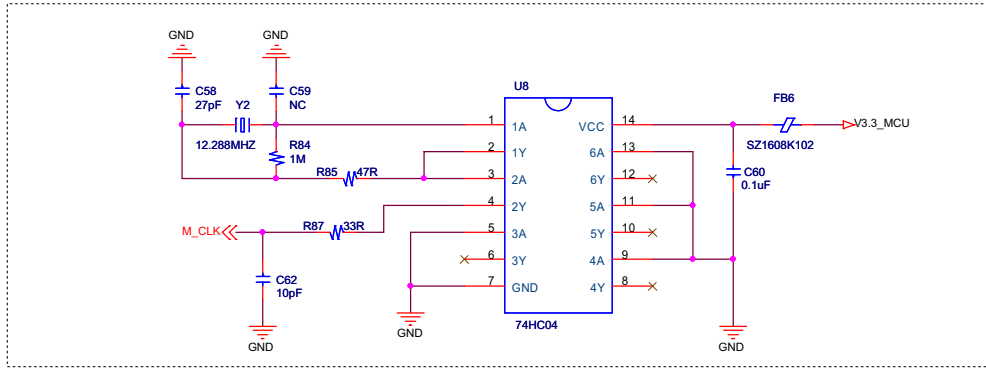 GND
GND
C58
27pF
Y2
C59
NC
12.288MHZ
R84
1M
R85
47R
M_CLK
R87
33R
C62
10pF
GND
U8
1
1A
2
1Y
3
2A
4
2Y
5
3A
6
3Y
7
GND
14
VCC
13
6A
12
6Y
11
5A
10
5Y
9
4A
8
4Y
74HC04
GND
FB6
V3.3_MCU
SZ1608K102
C60
0.1uF
GND